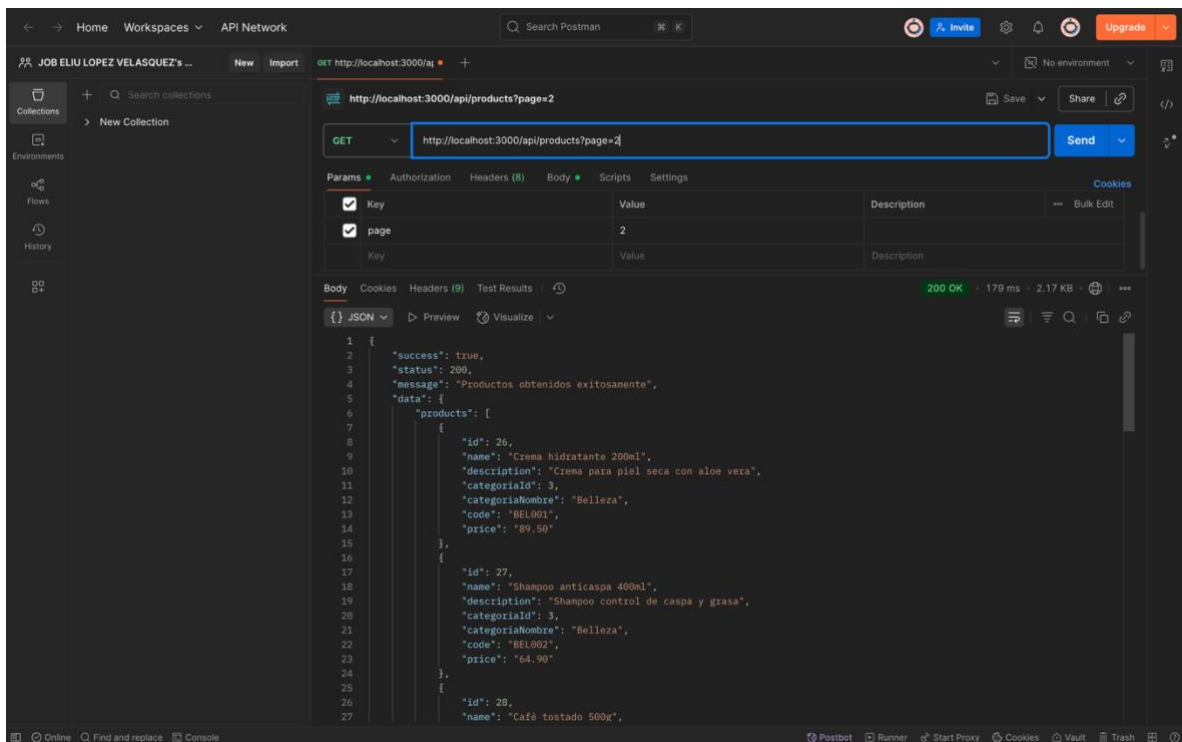 Home Workspaces API Network Search Postman ⌘ K Invite Upgrade
JOB ELIU LOPEZ VELASQUEZ's ... New Import GET http://localhost:3000/a + No environment
Collections
Environments
Flows
History
+ Search collections
New Collection
HTTP http://localhost:3000/api/products?page=2 Save Share
GET http://localhost:3000/api/products?page=2 Send
Params Authorization Headers (8) Body Scripts Settings Cookies
Key Value Description Bulk Edit
page 2
Key Value Description
Body Cookies Headers (9) Test Results 200 OK 179 ms 2.17 KB
{} JSON Preview Visualize
1 {
2 "success": true,
3 "status": 200,
4 "message": "Productos obtenidos exitosamente",
5 "data": {
6 "products": [
7 {
8 "id": 26,
9 "name": "Crema hidratante 200ml",
10 "description": "Crema para piel seca con aloe vera",
11 "categoriaId": 3,
12 "categoriaNombre": "Belleza",
13 "code": "BEL001",
14 "price": "89.50"
15 },
16 {
17 "id": 27,
18 "name": "Shampoo anticaspa 400ml",
19 "description": "Shampoo control de caspa y grasa",
20 "categoriaId": 3,
21 "categoriaNombre": "Belleza",
22 "code": "BEL002",
23 "price": "64.90"
24 },
25 {
26 "id": 28,
27 "name": "Café tostado 500g",
Online Find and replace Console Postbot Runner Start Proxy Cookies Vault Trash